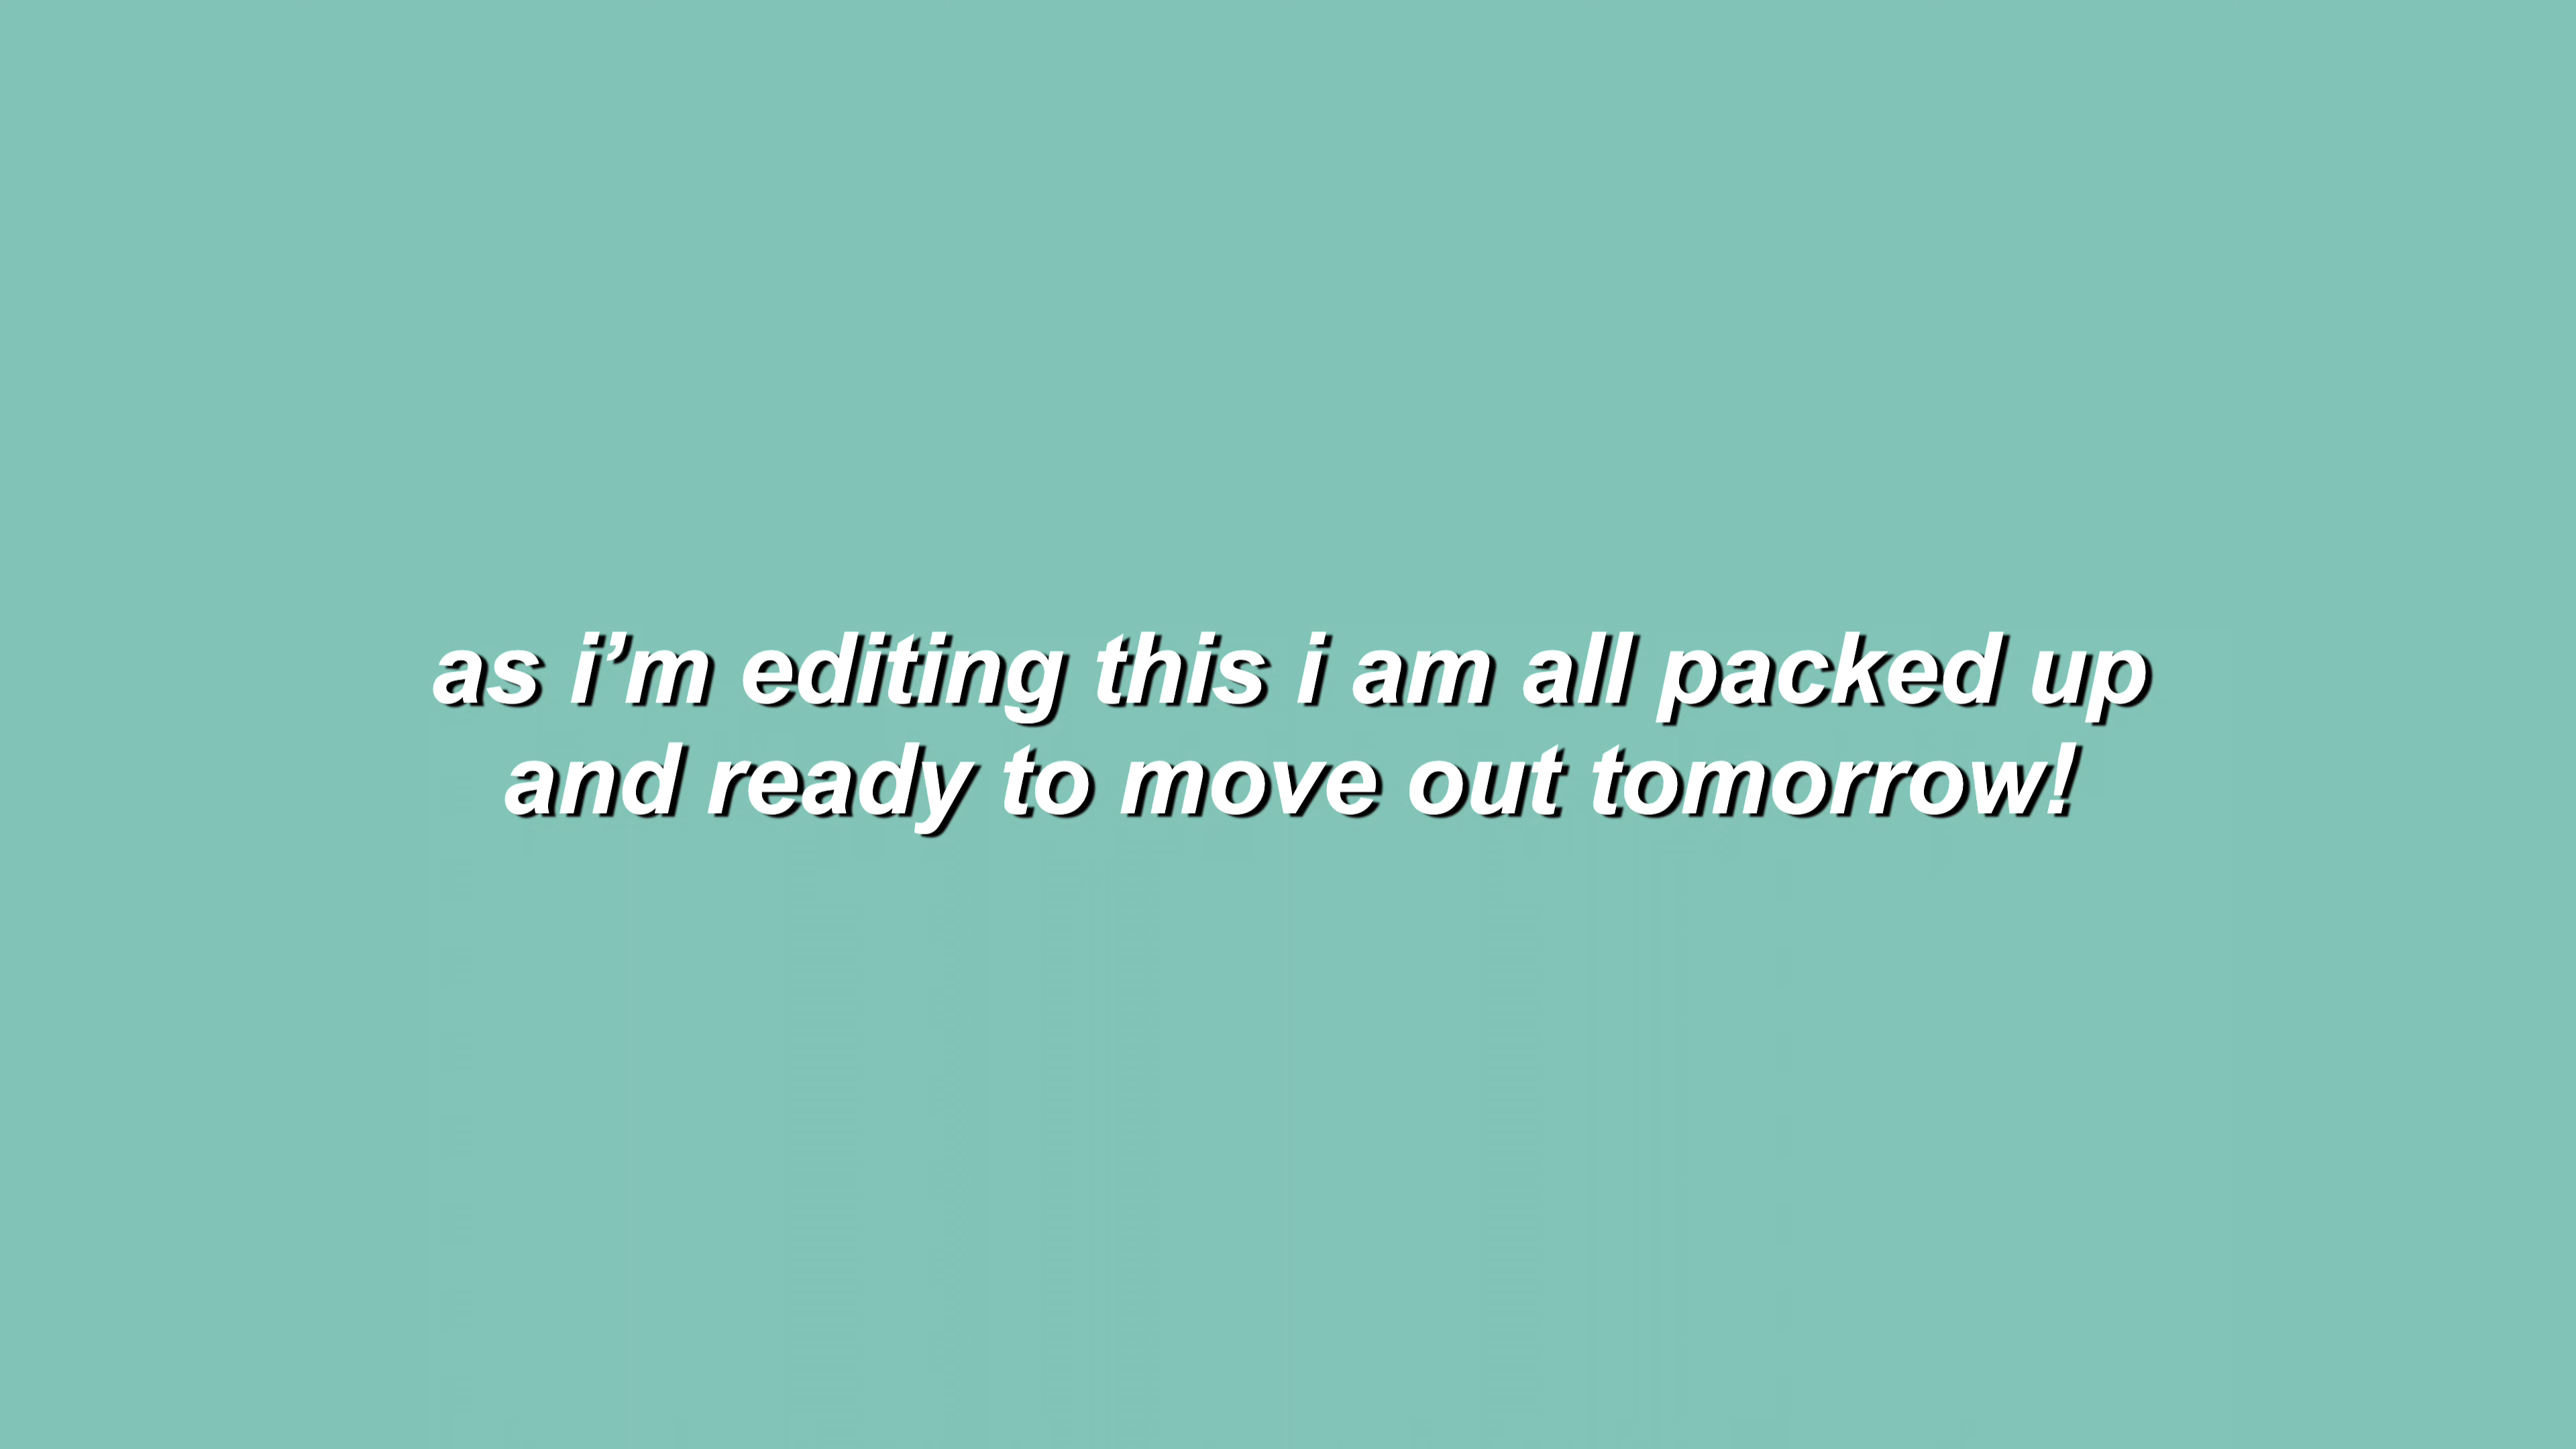 as i’m editing this i am all packed up
and ready to move out tomorrow!